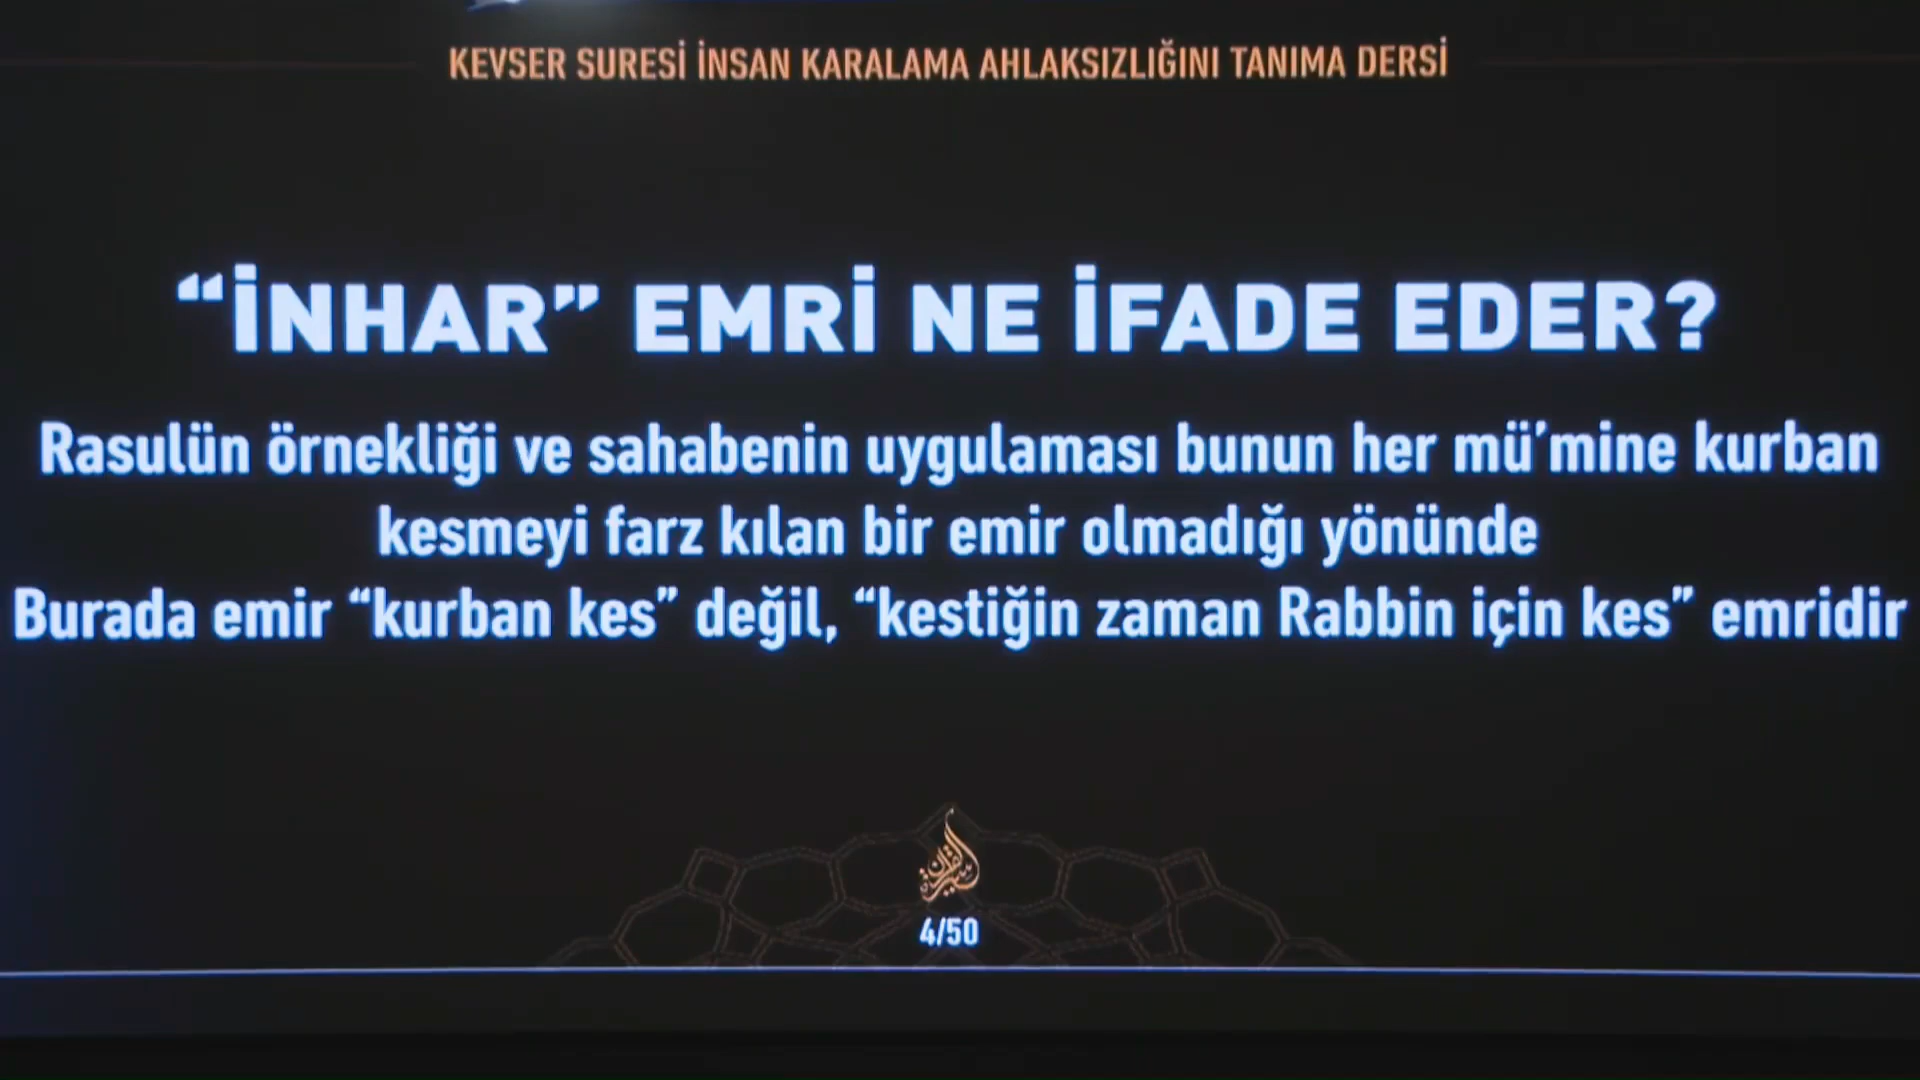 KEVSER SURESİ İNSAN KARALAMA AHLAKSIZLIĞINI TANIMA DERSİ
“İNHAR” EMRİ NE İFADE EDER?
Rasulün örnekliği ve sahabenin uygulaması bunun her mü’mine kurban
kesmeyi farz kılan bir emir olmadığı yönünde
Burada emir “kurban kes” değil, “kestiğin zaman Rabbin için kes” emridir
4/50